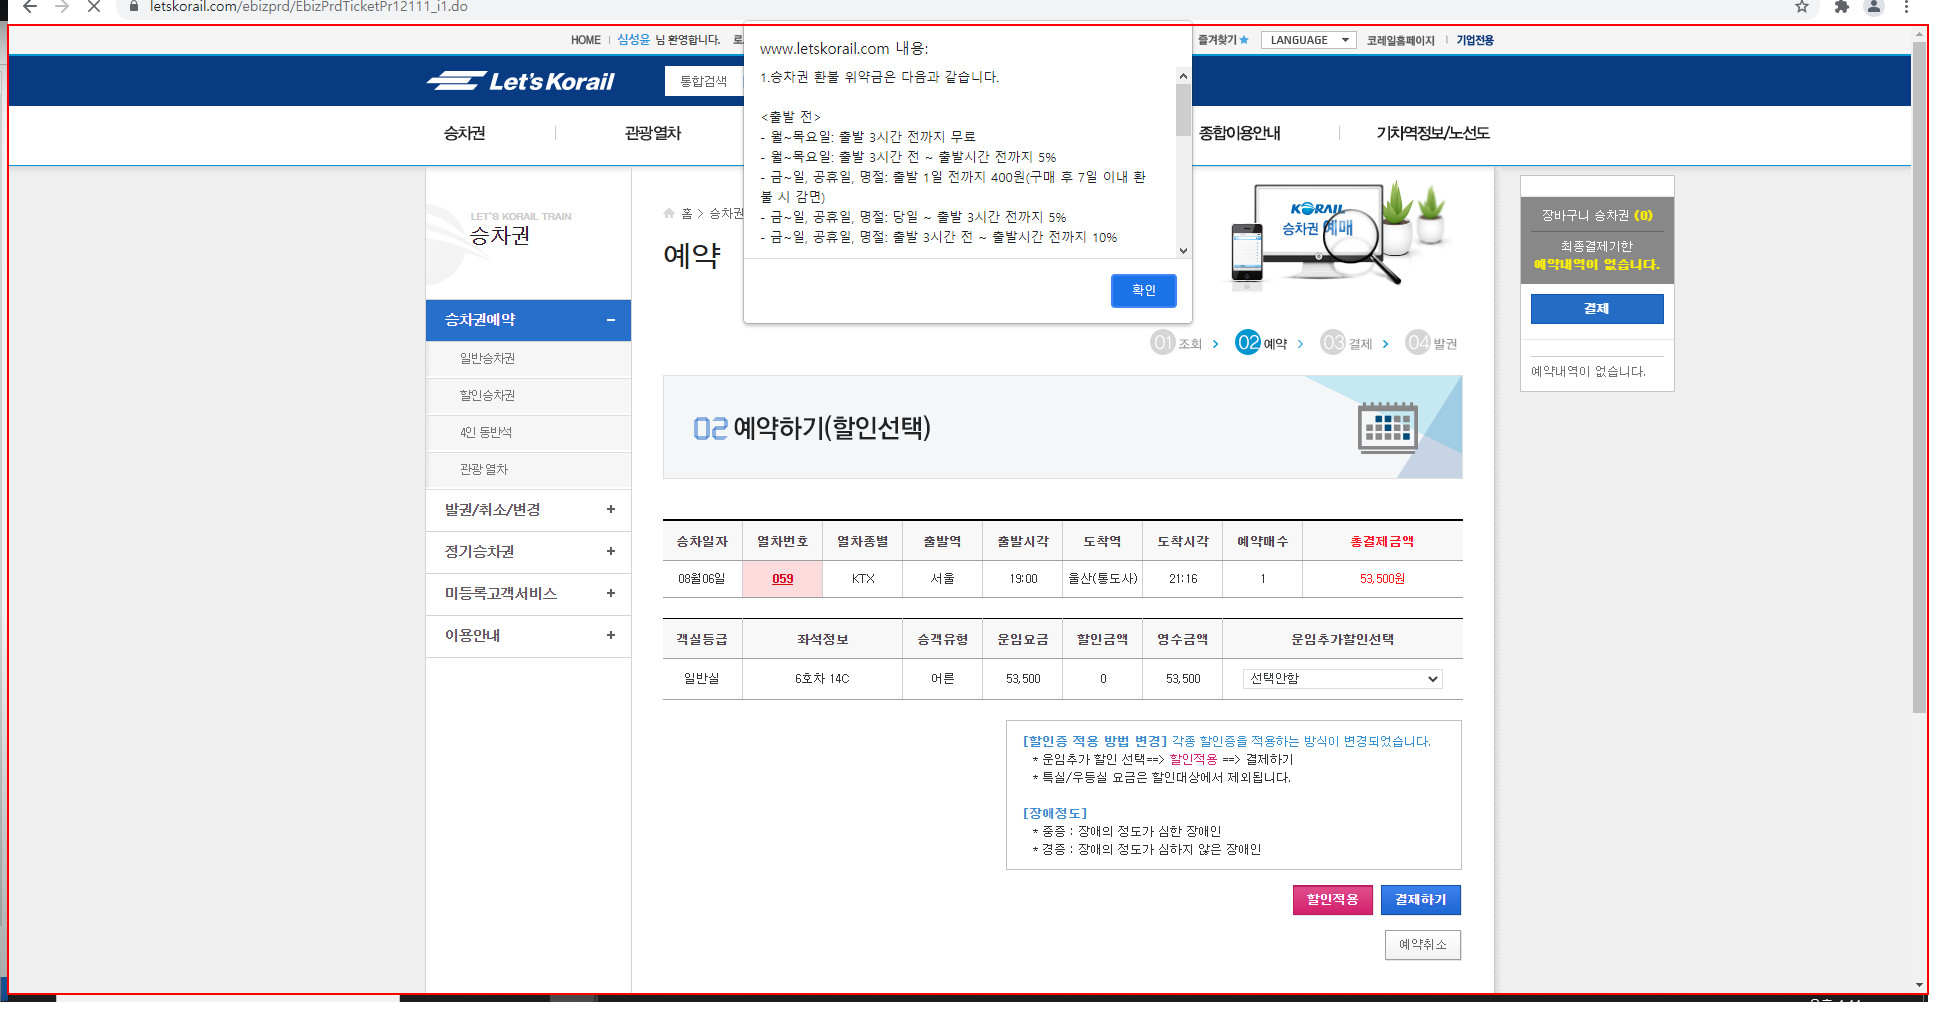 letskorail.com/ebizprd/EbizPrdTicketPr12111_i1.do
HOME
심성윤 님 환영합니다.
즐겨찾기
LANGUAGE
코레일홈페이지
기업전용
Let's Korail
통합검색
승차권
관광열차
종합이용안내
기차역정보/노선도
www.letskorail.com 내용:
1.승차권 환불 위약금은 다음과 같습니다.
<출발 전>
- 월~목요일: 출발 3시간 전까지 무료
- 월~목요일: 출발 3시간 전 ~ 출발시간 전까지 5%
- 금~일, 공휴일, 명절: 출발 1일 전까지 400원(구매 후 7일 이내 환
불 시 감면)
- 금~일, 공휴일, 명절: 당일 ~ 출발 3시간 전까지 5%
- 금~일, 공휴일, 명절: 출발 3시간 전 ~ 출발시간 전까지 10%
확인
LET'S KORAIL TRAIN
승차권
승차권예약 −
일반승차권
할인승차권
4인 동반석
관광 열차
발권/취소/변경 +
정기승차권 +
미등록고객서비스 +
이용안내 +
홈 > 승차권
예약
KORAIL
승차권 예매
01 조회 > 02 예약 > 03 결제 > 04 발권
02 예약하기(할인선택)
승차일자 열차번호 열차종별 출발역 출발시각 도착역 도착시각 예약매수 총결제금액
08월06일 059 KTX 서울 19:00 울산(통도사) 21:16 1 53,500원
객실등급 좌석정보 승객유형 운임요금 할인금액 영수금액 운임추가할인선택
일반실 6호차 14C 어른 53,500 0 53,500 선택안함
[할인증 적용 방법 변경] 각종 할인증을 적용하는 방식이 변경되었습니다.
* 운임추가 할인 선택==> 할인적용 ==> 결제하기
* 특실/우등실 요금은 할인대상에서 제외됩니다.
[장애정도]
* 중증 : 장애의 정도가 심한 장애인
* 경증 : 장애의 정도가 심하지 않은 장애인
할인적용
결제하기
예약취소
장바구니 승차권 (0)
최종결제기한
예약내역이 없습니다.
결제
예약내역이 없습니다.